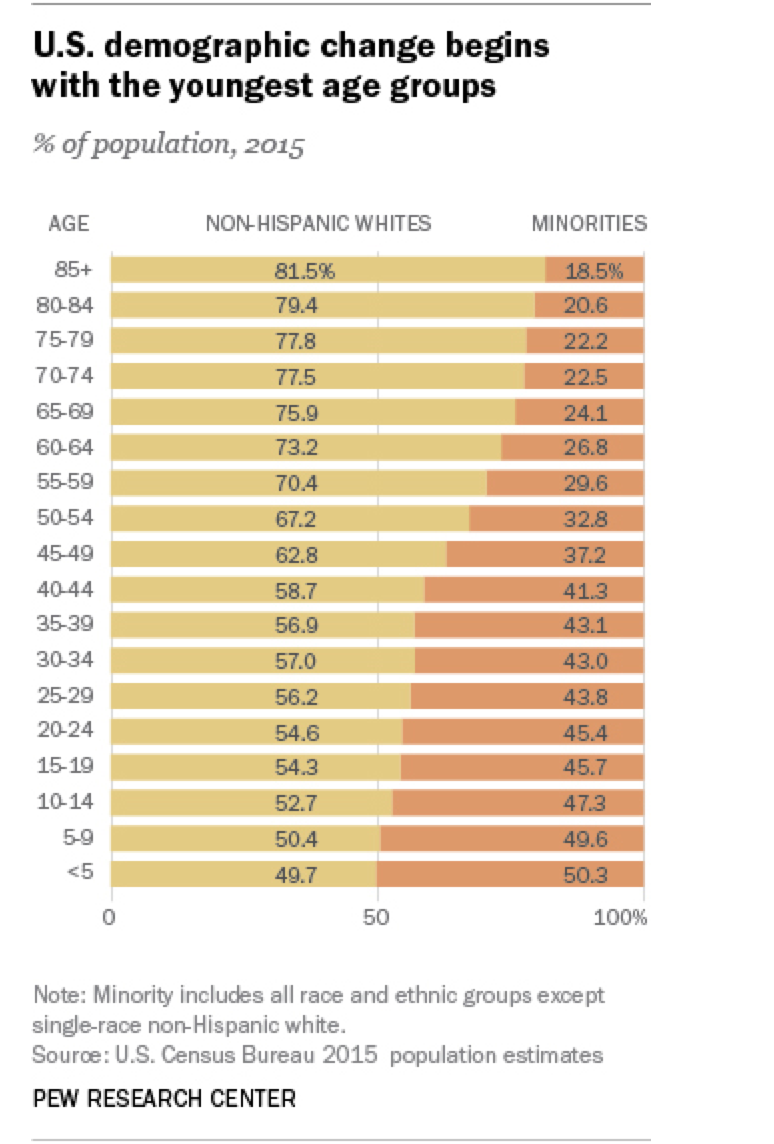 U.S. demographic change begins
with the youngest age groups
% of population, 2015
AGE NON-HISPANIC WHITES MINORITIES
85+ 81.5% 18.5%
80-84 79.4 20.6
75-79 77.8 22.2
70-74 77.5 22.5
65-69 75.9 24.1
60-64 73.2 26.8
55-59 70.4 29.6
50-54 67.2 32.8
45-49 62.8 37.2
40-44 58.7 41.3
35-39 56.9 43.1
30-34 57.0 43.0
25-29 56.2 43.8
20-24 54.6 45.4
15-19 54.3 45.7
10-14 52.7 47.3
5-9 50.4 49.6
<5 49.7 50.3
0 50 100%
Note: Minority includes all race and ethnic groups except
single-race non-Hispanic white.
Source: U.S. Census Bureau 2015 population estimates
PEW RESEARCH CENTER